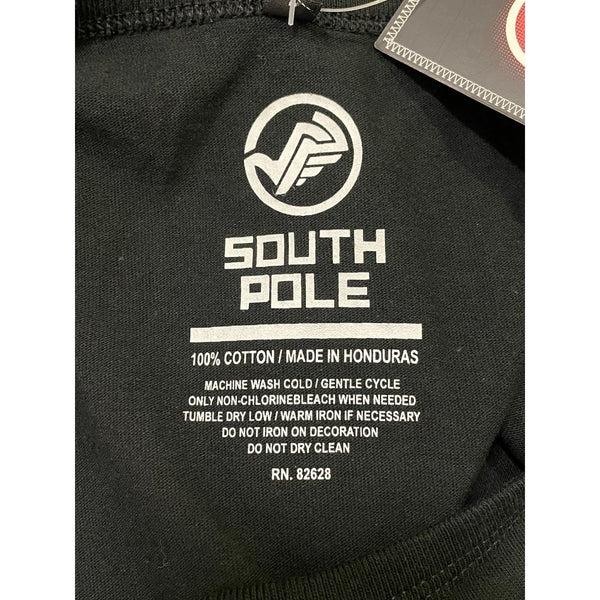 SOUTH
POLE
100% COTTON / MADE IN HONDURAS
MACHINE WASH COLD / GENTLE CYCLE
ONLY NON-CHLORINEBLEACH WHEN NEEDED
TUMBLE DRY LOW / WARM IRON IF NECESSARY
DO NOT IRON ON DECORATION
DO NOT DRY CLEAN
RN. 82628